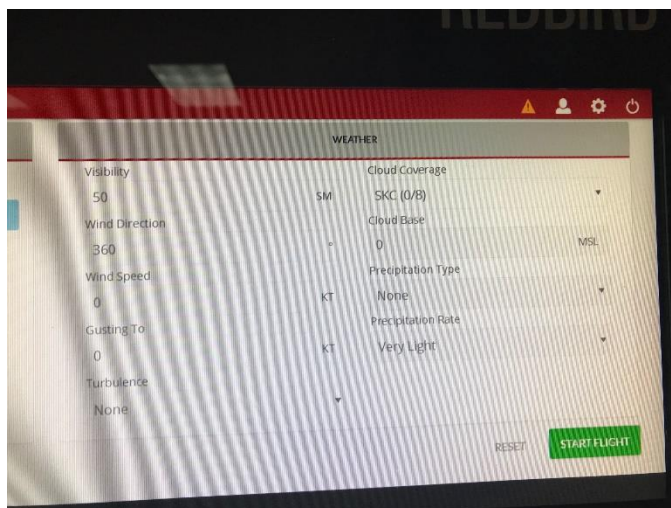 REDBIRD
WEATHER
Visibility
50 SM
Wind Direction
360 °
Wind Speed
0 KT
Gusting To
0 KT
Turbulence
None
Cloud Coverage
SKC (0/8)
Cloud Base
0 MSL
Precipitation Type
None
Precipitation Rate
Very Light
RESET
START FLIGHT